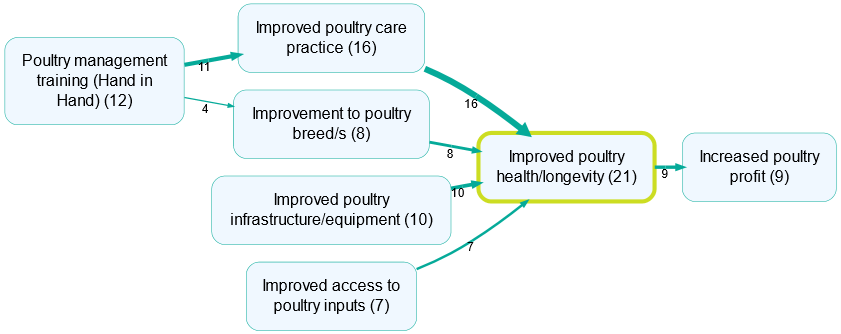 Poultry management
training (Hand in
Hand) (12)
11
4
Improved poultry care
practice (16)
16
Improvement to poultry
breed/s (8)
8
Improved poultry
infrastructure/equipment (10)
10
Improved access to
poultry inputs (7)
7
Improved poultry
health/longevity (21)
9
Increased poultry
profit (9)